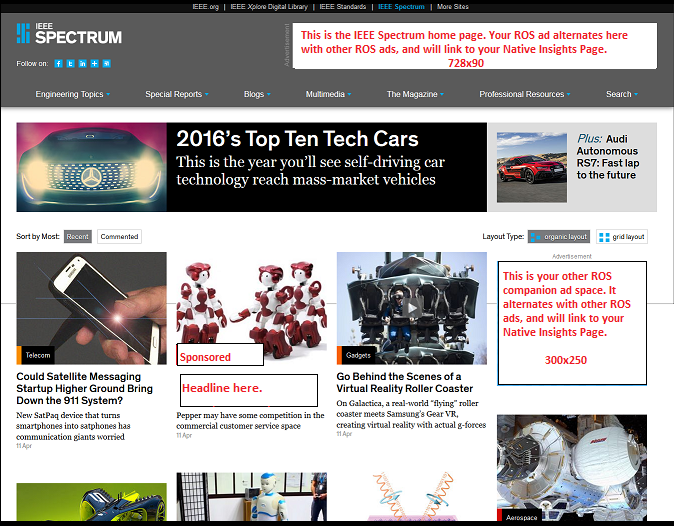 IEEE.org | IEEE Xplore Digital Library | IEEE Standards | IEEE Spectrum | More Sites
IEEE
SPECTRUM
Follow on:
Advertisement
This is the IEEE Spectrum home page. Your ROS ad alternates here
with other ROS ads, and will link to your Native Insights Page.
728x90
Engineering Topics
Special Reports
Blogs
Multimedia
The Magazine
Professional Resources
Search
2016's Top Ten Tech Cars
This is the year you'll see self-driving car
technology reach mass-market vehicles
Plus: Audi
Autonomous
RS7: Fast lap
to the future
Sort by Most: Recent Commented
Layout Type: organic layout grid layout
Telecom
Could Satellite Messaging
Startup Higher Ground Bring
Down the 911 System?
New SatPaq device that turns
smartphones into satphones has
communication giants worried
11 Apr
Sponsored
Headline here.
Pepper may have some competition in the
commercial customer service space
11 Apr
Gadgets
Go Behind the Scenes of a
Virtual Reality Roller Coaster
On Galactica, a real-world "flying" roller
coaster meets Samsung's Gear VR,
creating virtual reality with actual g-forces
11 Apr
Advertisement
This is your other ROS
companion ad space. It
alternates with other ROS
ads, and will link to your
Native Insights Page.
300x250
Aerospace